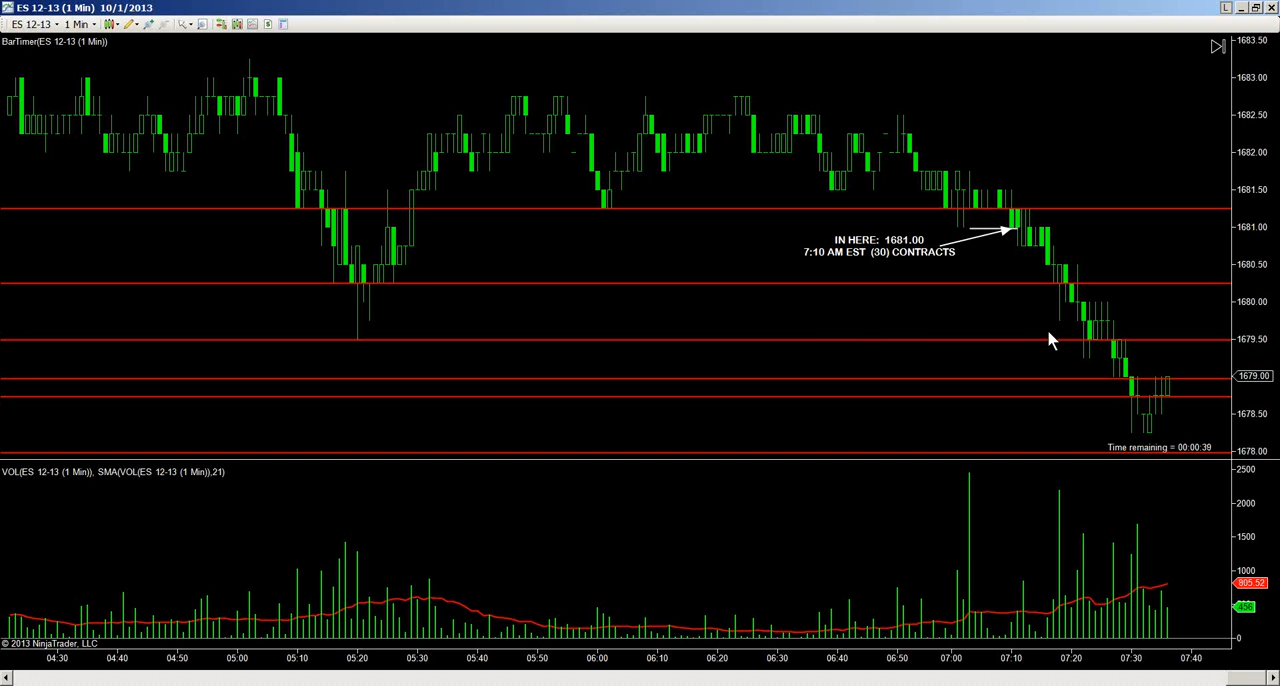 ES 12-13 (1 Min)  10/1/2013
L
ES 12-13
1 Min
BarTimer(ES 12-13 (1 Min))
1683.50
1683.00
1682.50
1682.00
1681.50
1681.00
IN HERE:  1681.00
7:10 AM EST  (30) CONTRACTS
1680.50
1680.00
1679.50
1679.00
1678.50
Time remaining = 00:00:39
1678.00
VOL(ES 12-13 (1 Min)), SMA(VOL(ES 12-13 (1 Min)),21)
2500
2000
1500
1000
805.52
456
0
© 2013 NinjaTrader, LLC
04:30 04:40 04:50 05:00 05:10 05:20 05:30 05:40 05:50 06:00 06:10 06:20 06:30 06:40 06:50 07:00 07:10 07:20 07:30 07:40